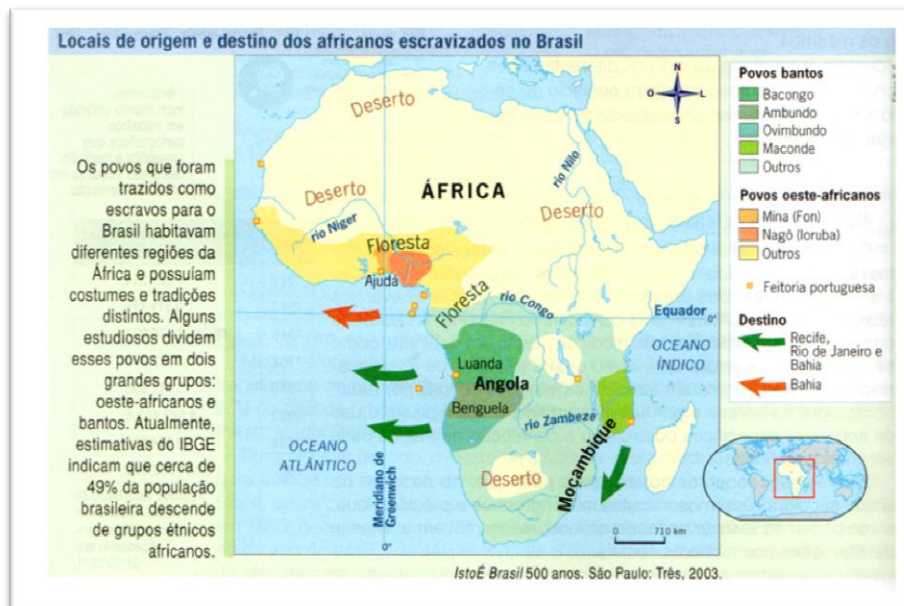 Locais de origem e destino dos africanos escravizados no Brasil
Os povos que foram
trazidos como
escravos para o
Brasil habitavam
diferentes regiões da
África e possuíam
costumes e tradições
distintos. Alguns
estudiosos dividem
esses povos em dois
grandes grupos:
oeste-africanos e
bantos. Atualmente,
estimativas do IBGE
indicam que cerca de
49% da população
brasileira descende
de grupos étnicos
africanos.
N
O
L
S
Deserto
Deserto
ÁFRICA
rio Nilo
Deserto
rio Niger
Floresta
Ajudá
Floresta
rio Congo
Equador
0°
OCEANO
ÍNDICO
Luanda
Angola
Benguela
rio Zambeze
Moçambique
OCEANO
ATLÂNTICO
Meridiano de
Greenwich
Deserto
0°
0 710 km
Povos bantos
Bacongo
Ambundo
Ovimbundo
Maconde
Outros
Povos oeste-africanos
Mina (Fon)
Nagô (Ioruba)
Outros
Feitoria portuguesa
Destino
Recife,
Rio de Janeiro e
Bahia
Bahia
IstoÉ Brasil 500 anos. São Paulo: Três, 2003.